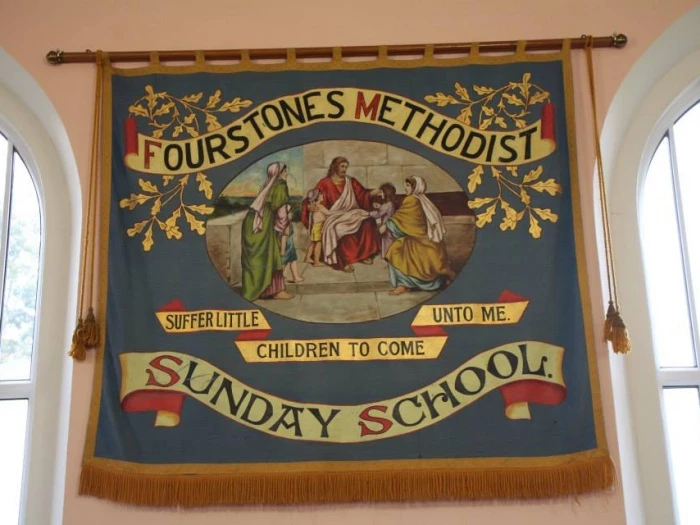 FOURSTONES METHODIST
SUFFER LITTLE
CHILDREN TO COME
UNTO ME.
SUNDAY SCHOOL.